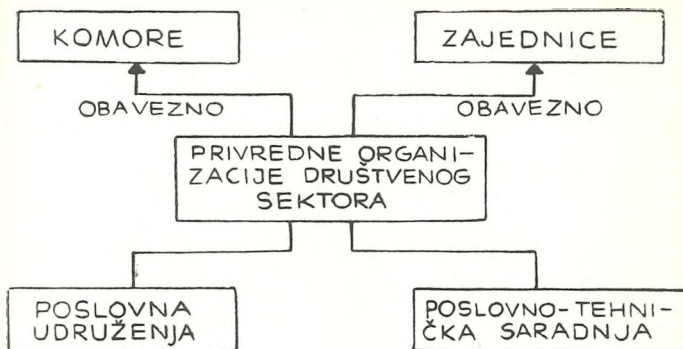 KOMORE
ZAJEDNICE
OBAVEZNO
OBAVEZNO
PRIVREDNE ORGANI-
ZACIJE DRUŠTVENOG
SEKTORA
POSLOVNA
UDRUŽENJA
POSLOVNO-TEHNI-
ČKA SARADNJA